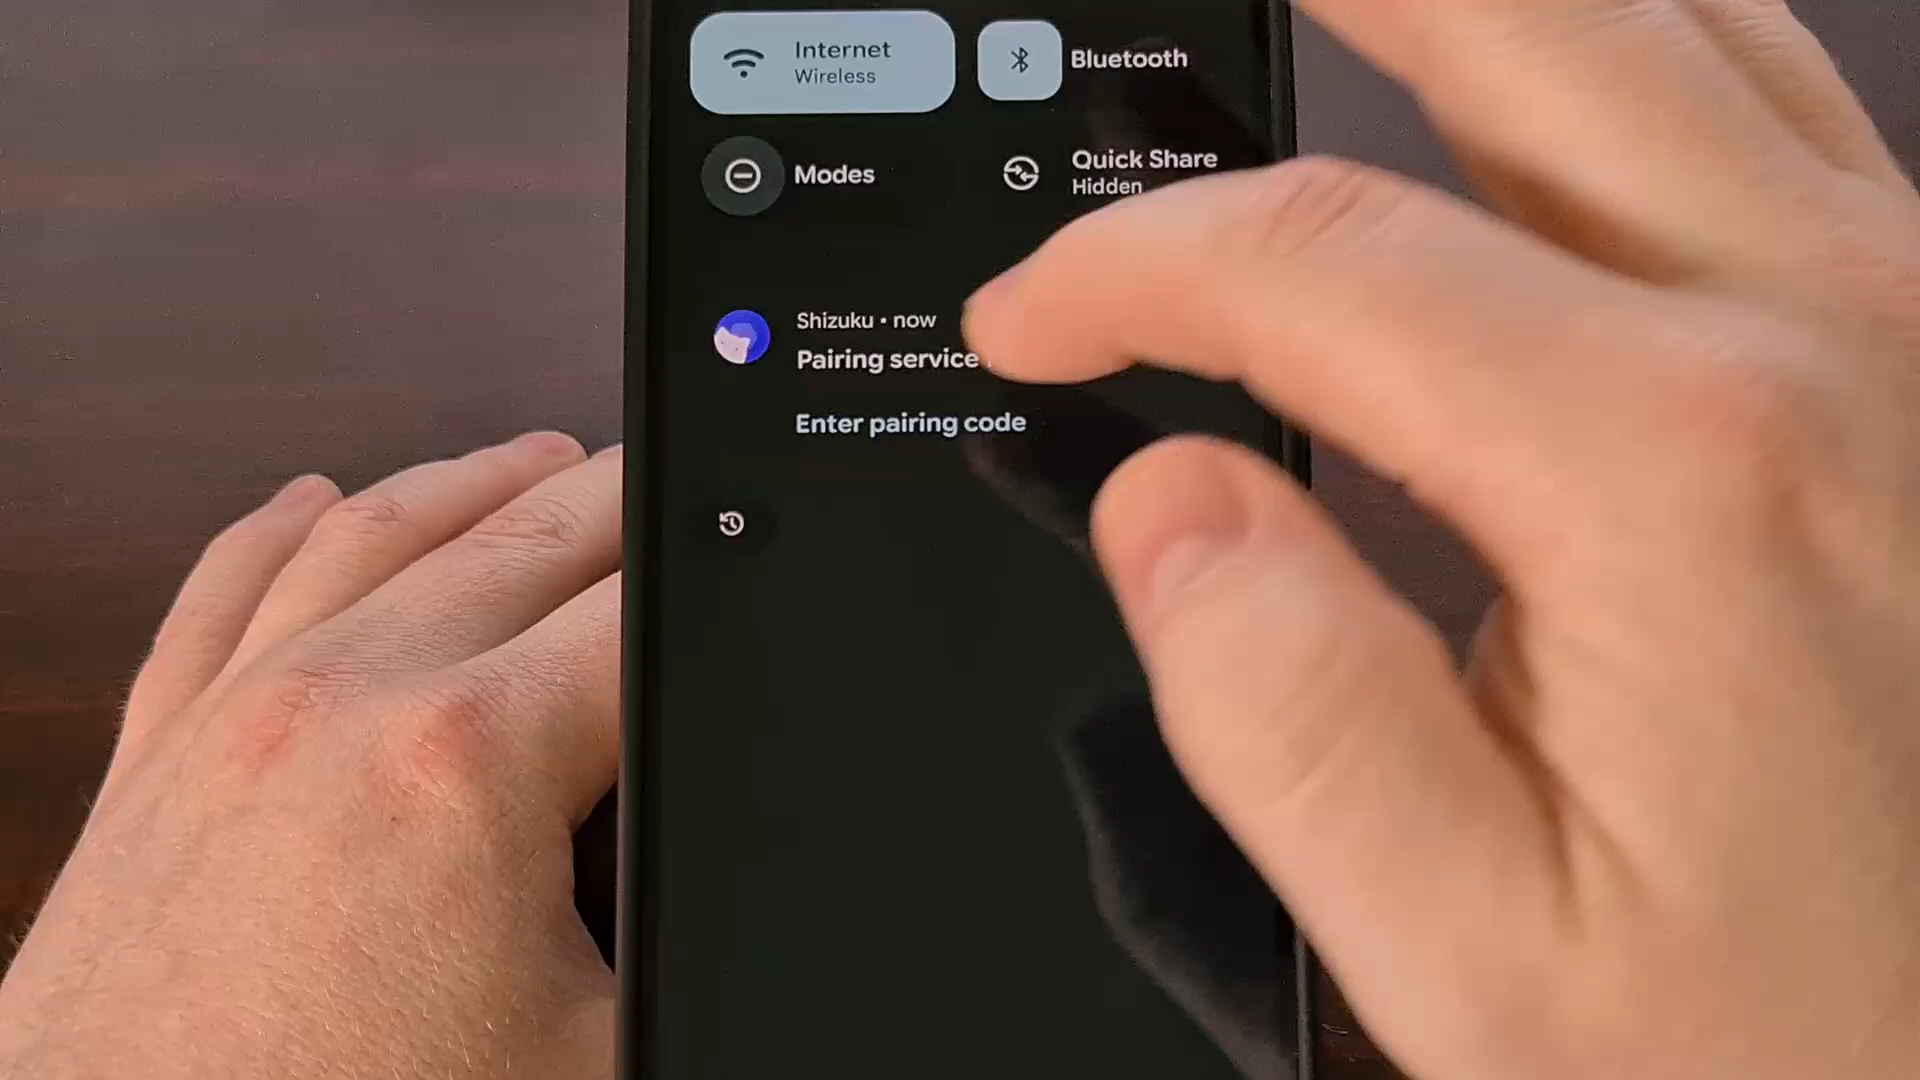 Internet
Wireless
Bluetooth
Modes
Quick Share
Hidden
Shizuku • now
Pairing service
Enter pairing code